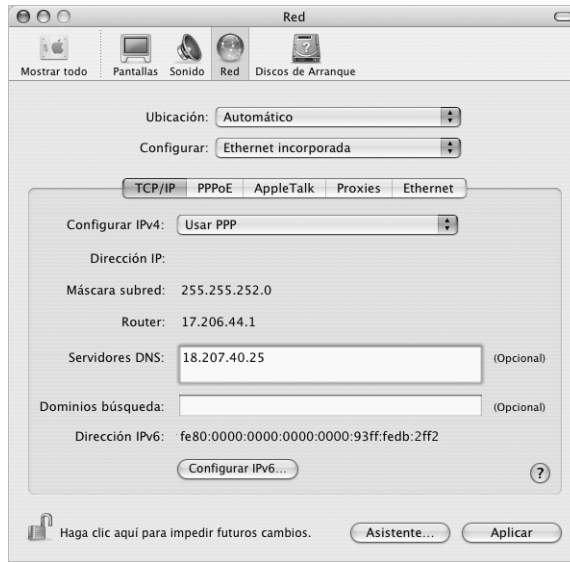 Red
Mostrar todo Pantallas Sonido Red Discos de Arranque
Ubicación: Automático
Configurar: Ethernet incorporada
TCP/IP PPPoE AppleTalk Proxies Ethernet
Configurar IPv4: Usar PPP
Dirección IP:
Máscara subred: 255.255.252.0
Router: 17.206.44.1
Servidores DNS: 18.207.40.25 (Opcional)
Dominios búsqueda: (Opcional)
Dirección IPv6: fe80:0000:0000:0000:0000:93ff:fedb:2ff2
Configurar IPv6... ?
Haga clic aquí para impedir futuros cambios. Asistente... Aplicar